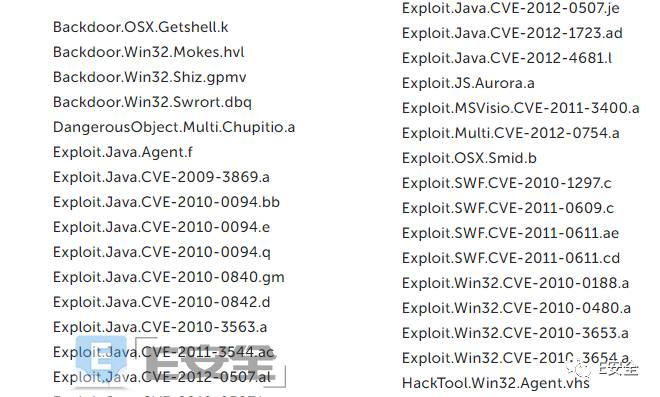 Backdoor.OSX.Getshell.k
Backdoor.Win32.Mokes.hvl
Backdoor.Win32.Shiz.gpmv
Backdoor.Win32.Swrort.dbq
DangerousObject.Multi.Chupitio.a
Exploit.Java.Agent.f
Exploit.Java.CVE-2009-3869.a
Exploit.Java.CVE-2010-0094.bb
Exploit.Java.CVE-2010-0094.e
Exploit.Java.CVE-2010-0094.q
Exploit.Java.CVE-2010-0840.gm
Exploit.Java.CVE-2010-0842.d
Exploit.Java.CVE-2010-3563.a
Exploit.Java.CVE-2011-3544.ac
Exploit.Java.CVE-2012-0507.al
E安全
Exploit.Java.CVE-2012-0507.je
Exploit.Java.CVE-2012-1723.ad
Exploit.Java.CVE-2012-4681.l
Exploit.JS.Aurora.a
Exploit.MSVisio.CVE-2011-3400.a
Exploit.Multi.CVE-2012-0754.a
Exploit.OSX.Smid.b
Exploit.SWF.CVE-2010-1297.c
Exploit.SWF.CVE-2011-0609.c
Exploit.SWF.CVE-2011-0611.ae
Exploit.SWF.CVE-2011-0611.cd
Exploit.Win32.CVE-2010-0188.a
Exploit.Win32.CVE-2010-0480.a
Exploit.Win32.CVE-2010-3653.a
Exploit.Win32.CVE-2010-3654.a
HackTool.Win32.Agent.vhs
E安全